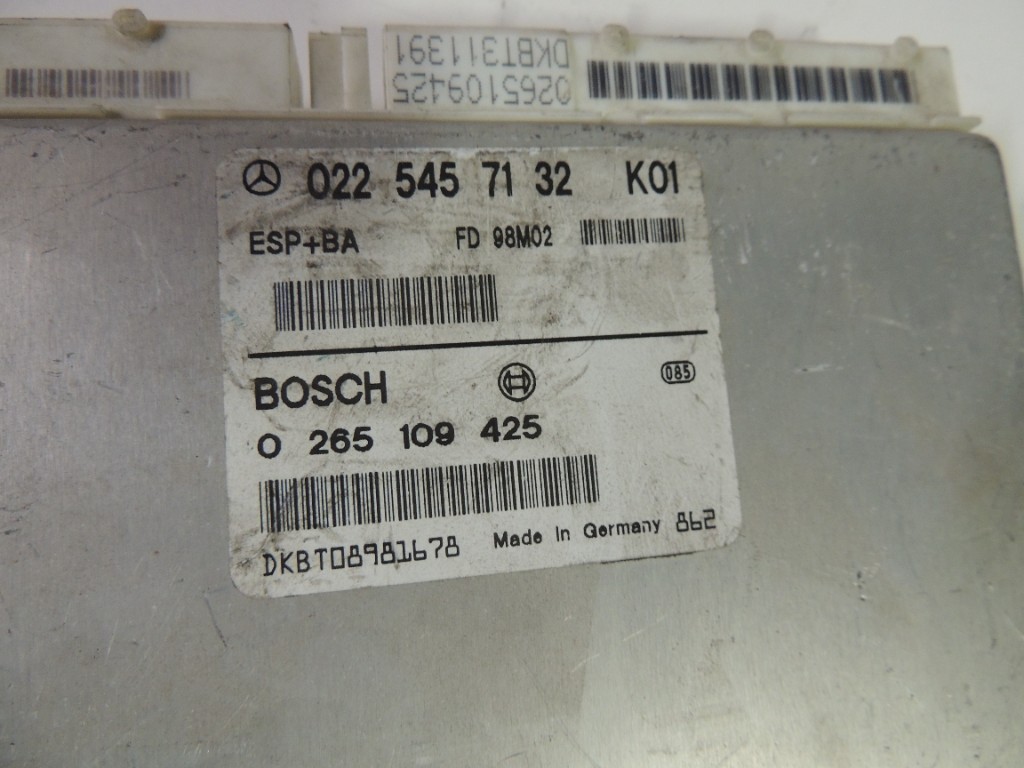 DKBT311391
0265109425
022 545 71 32 K01
ESP+BA FD 98M02
BOSCH 085
0 265 109 425
DKBT08981678 Made in Germany 862